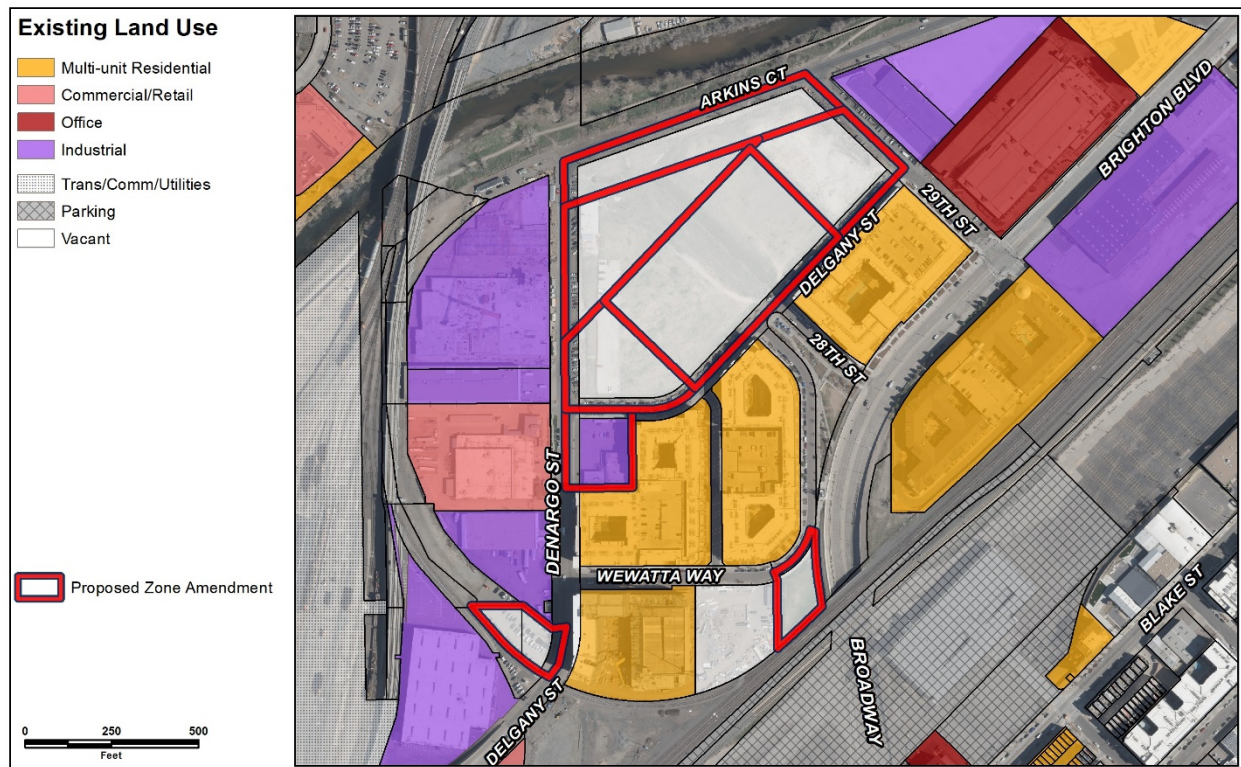 Existing Land Use
Multi-unit Residential
Commercial/Retail
Office
Industrial
Trans/Comm/Utilities
Parking
Vacant
Proposed Zone Amendment
0 250 500
Feet
ARKINS CT
BRIGHTON BLVD
29TH ST
DELGANY ST
28TH ST
DENARGO ST
WEWATTA WAY
BLAKE ST
BROADWAY
DELGANY ST